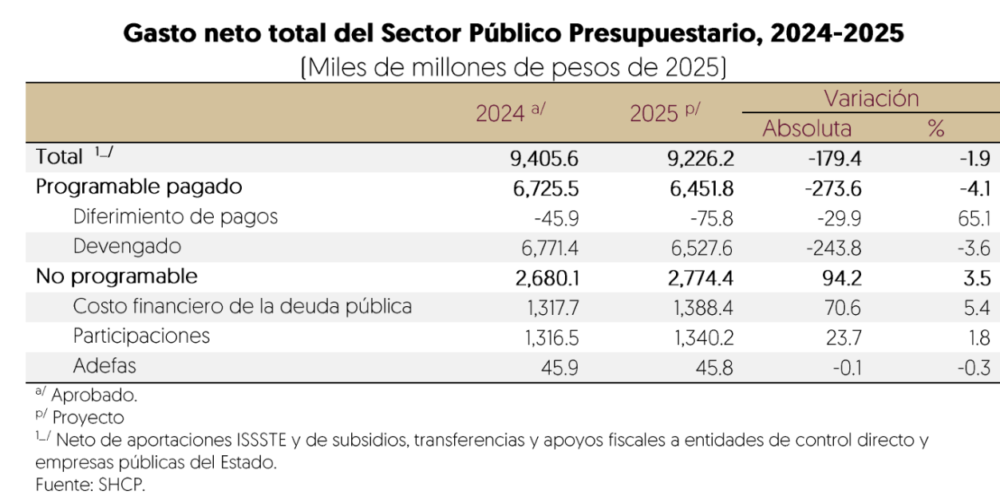 Gasto neto total del Sector Público Presupuestario, 2024-2025
(Miles de millones de pesos de 2025)
2024 a/ 2025 p/ Variación
Absoluta %
Total 1_/ 9,405.6 9,226.2 -179.4 -1.9
Programable pagado 6,725.5 6,451.8 -273.6 -4.1
Diferimiento de pagos -45.9 -75.8 -29.9 65.1
Devengado 6,771.4 6,527.6 -243.8 -3.6
No programable 2,680.1 2,774.4 94.2 3.5
Costo financiero de la deuda pública 1,317.7 1,388.4 70.6 5.4
Participaciones 1,316.5 1,340.2 23.7 1.8
Adefas 45.9 45.8 -0.1 -0.3
a/ Aprobado.
p/ Proyecto
1_/ Neto de aportaciones ISSSTE y de subsidios, transferencias y apoyos fiscales a entidades de control directo y
empresas públicas del Estado.
Fuente: SHCP.